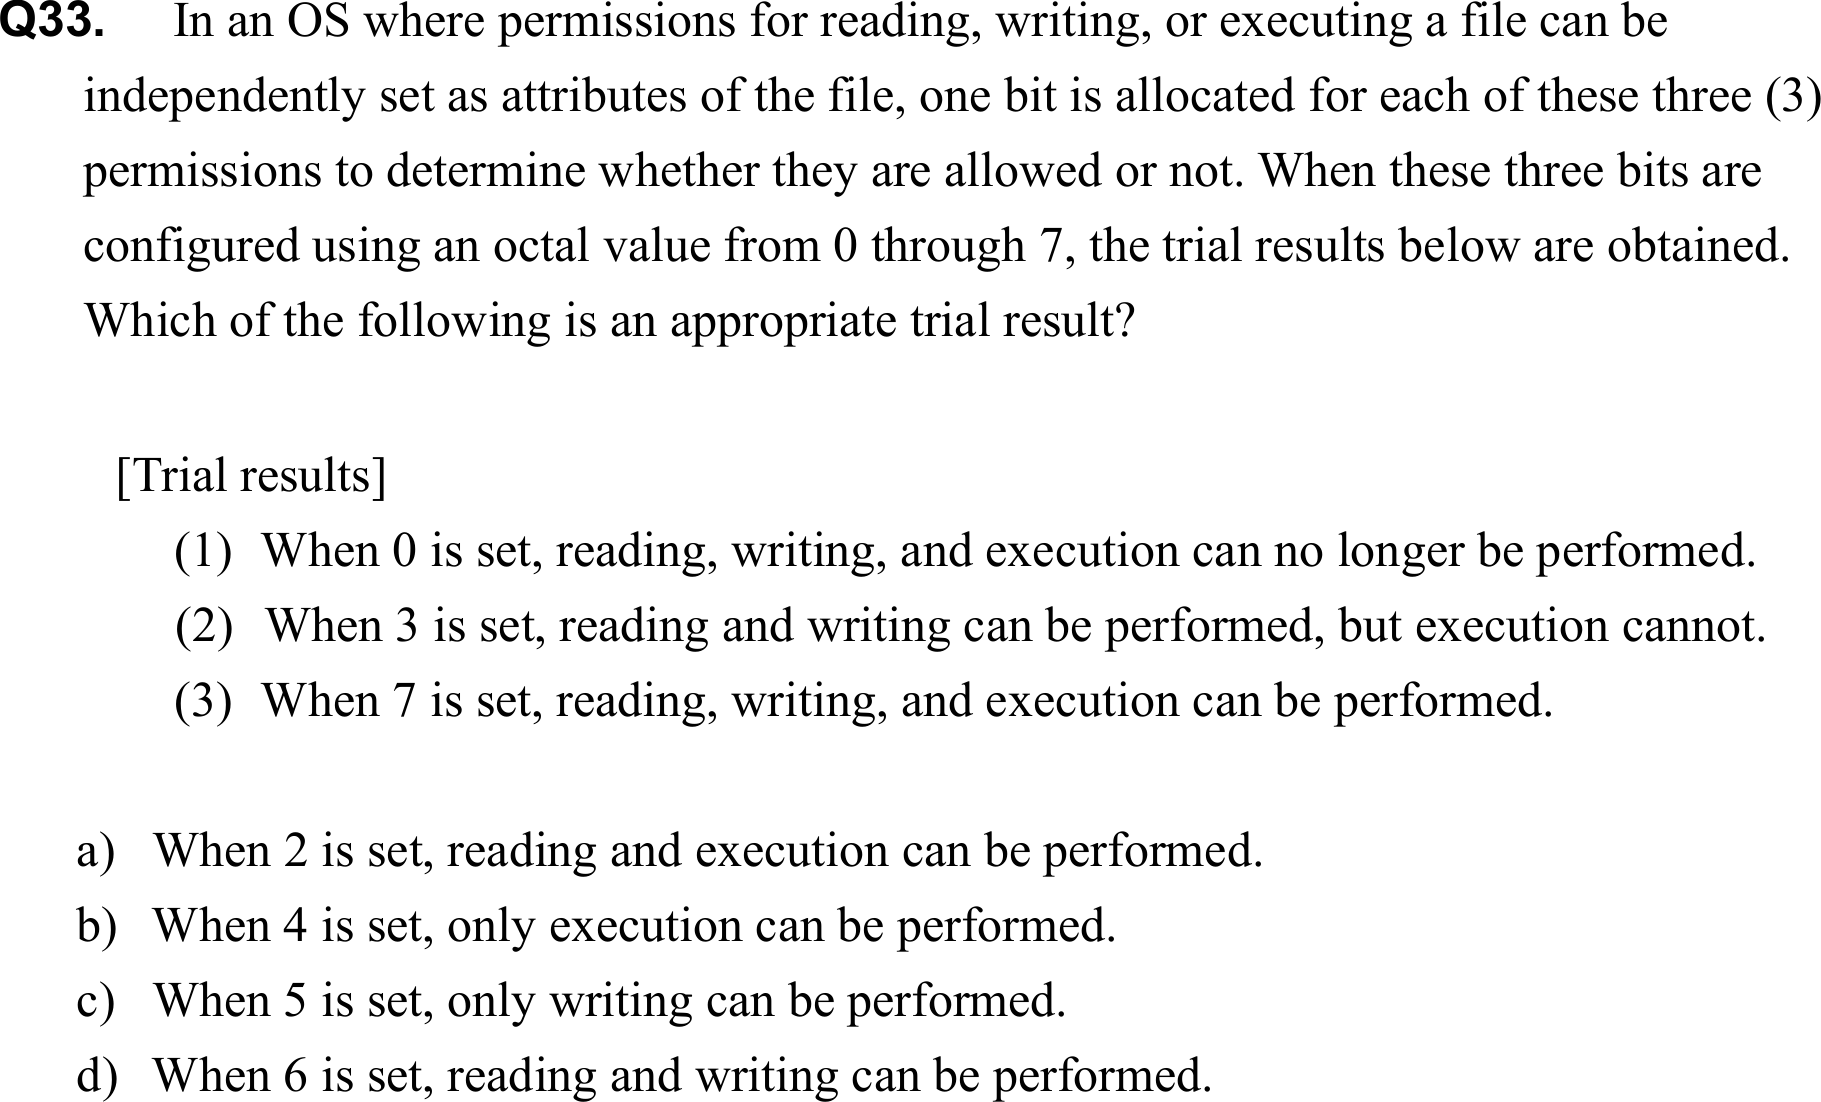 Q33. In an OS where permissions for reading, writing, or executing a file can be
independently set as attributes of the file, one bit is allocated for each of these three (3)
permissions to determine whether they are allowed or not. When these three bits are
configured using an octal value from 0 through 7, the trial results below are obtained.
Which of the following is an appropriate trial result?
[Trial results]
(1) When 0 is set, reading, writing, and execution can no longer be performed.
(2) When 3 is set, reading and writing can be performed, but execution cannot.
(3) When 7 is set, reading, writing, and execution can be performed.
a) When 2 is set, reading and execution can be performed.
b) When 4 is set, only execution can be performed.
c) When 5 is set, only writing can be performed.
d) When 6 is set, reading and writing can be performed.